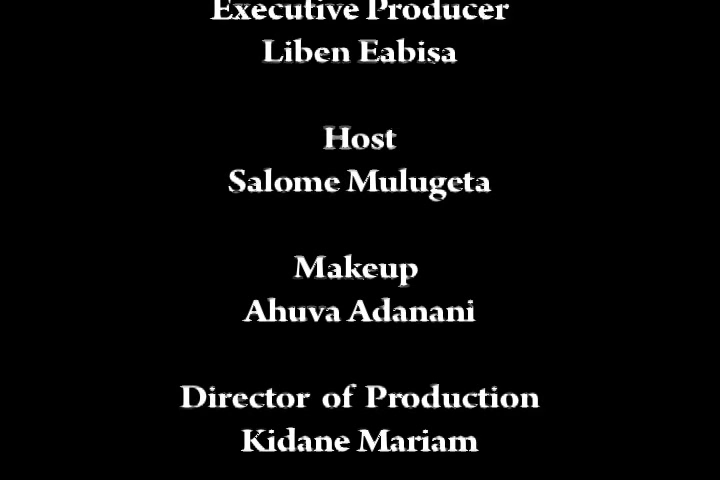 Executive Producer
Liben Eabisa
Host
Salome Mulugeta
Makeup
Ahuva Adanani
Director of Production
Kidane Mariam